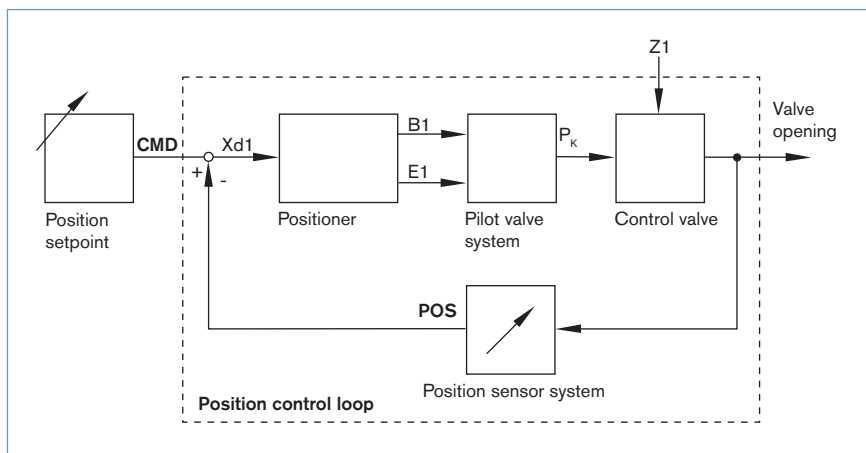 Z1
Valve
opening
CMD
Xd1
B1
E1
P_K
+
-
Position
setpoint
Positioner
Pilot valve
system
Control valve
POS
Position sensor system
Position control loop